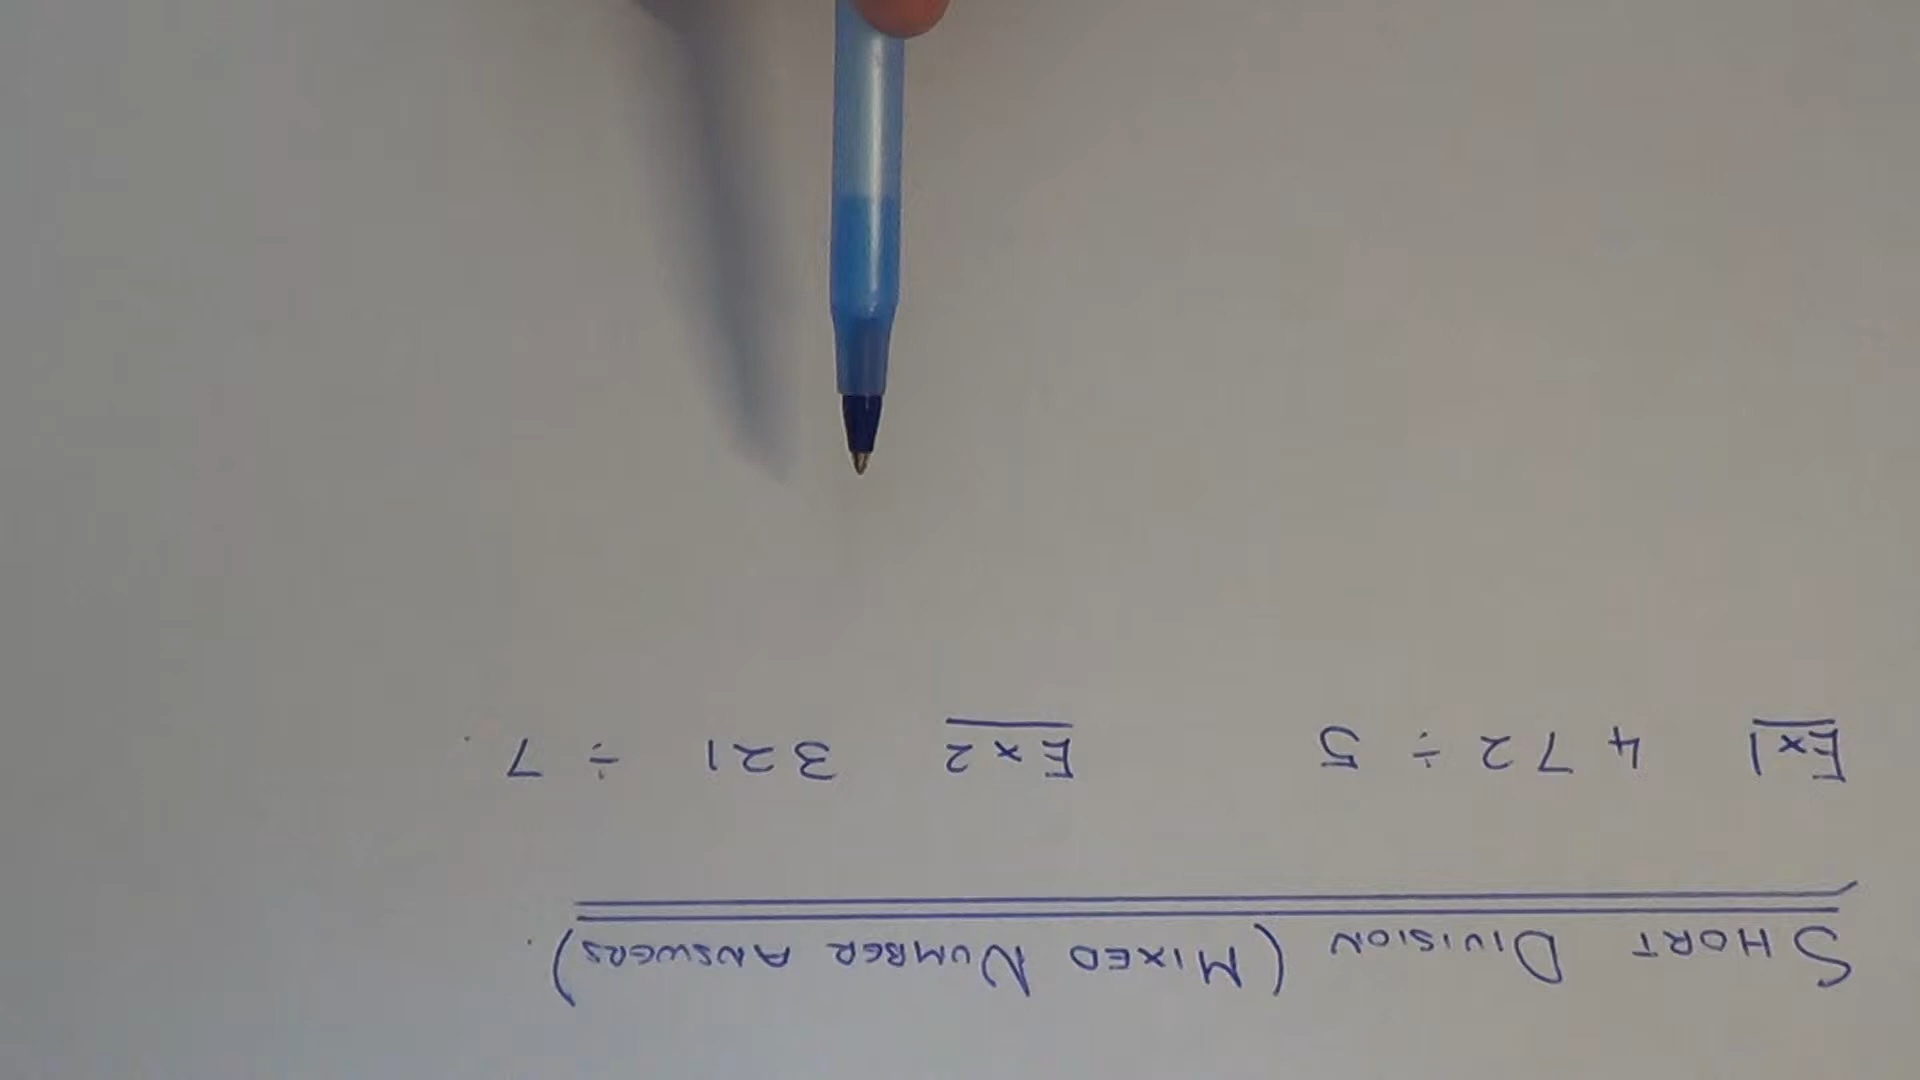 SHORT DIVISION (MIXED NUMBER ANSWERS).
Ex1 472 ÷ 5 Ex2 321 ÷ 7.